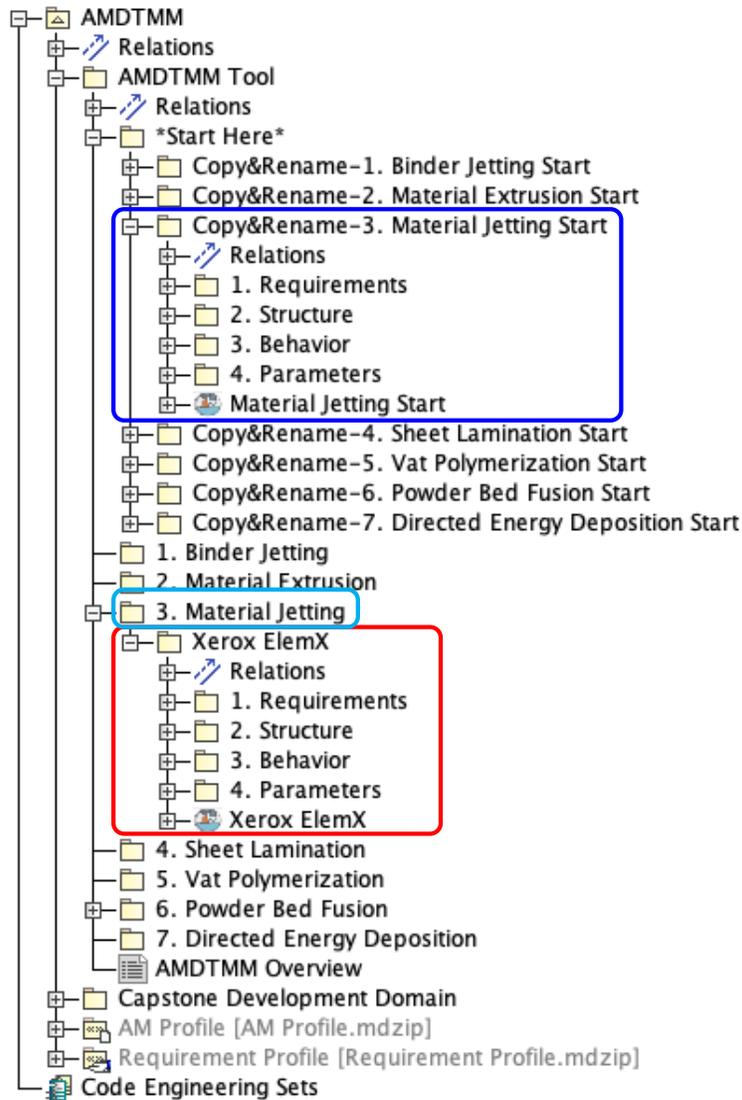 AMDTMM
Relations
AMDTMM Tool
Relations
*Start Here*
Copy&Rename-1. Binder Jetting Start
Copy&Rename-2. Material Extrusion Start
Copy&Rename-3. Material Jetting Start
Relations
1. Requirements
2. Structure
3. Behavior
4. Parameters
Material Jetting Start
Copy&Rename-4. Sheet Lamination Start
Copy&Rename-5. Vat Polymerization Start
Copy&Rename-6. Powder Bed Fusion Start
Copy&Rename-7. Directed Energy Deposition Start
1. Binder Jetting
2. Material Extrusion
3. Material Jetting
Xerox ElemX
Relations
1. Requirements
2. Structure
3. Behavior
4. Parameters
Xerox ElemX
4. Sheet Lamination
5. Vat Polymerization
6. Powder Bed Fusion
7. Directed Energy Deposition
AMDTMM Overview
Capstone Development Domain
AM Profile [AM Profile.mdzip]
Requirement Profile [Requirement Profile.mdzip]
Code Engineering Sets